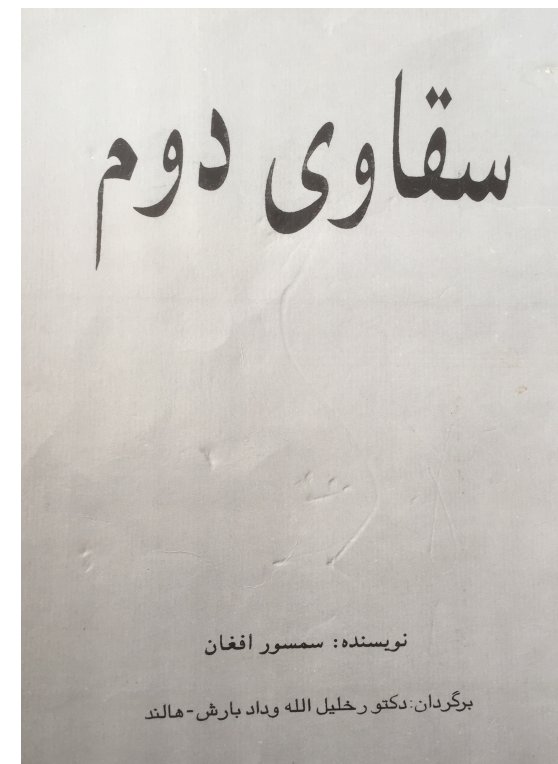 سقاوی دوم
نویسنده: سمسور افغان
برگردان: دکتور خلیل الله وداد بارش - هالند